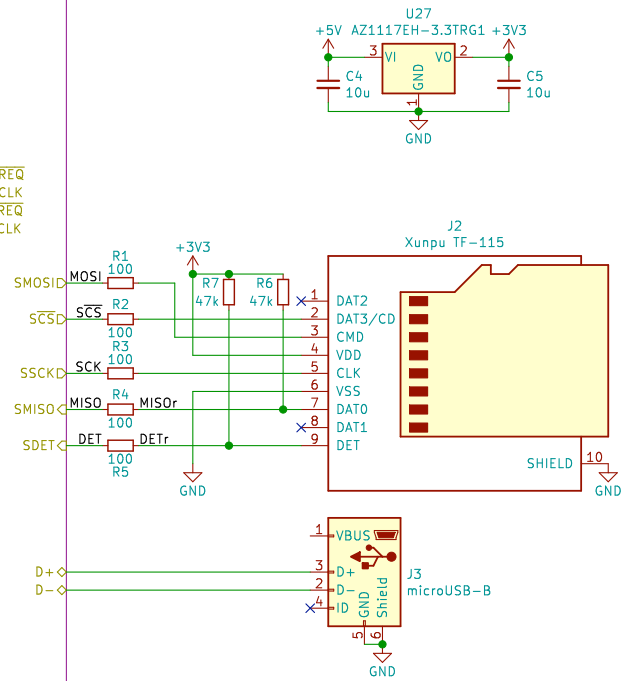 U27
+5V AZ1117EH-3.3TRG1 +3V3
3 VI VO 2
C4 10u
GND 1
C5 10u
GND
REQ
CLK
REQ
CLK
J2
Xunpu TF-115
+3V3
R1
100
SMOSI MOSI
R7 47k
R6 47k
1 DAT2
SCS SCS R2 100
2 DAT3/CD
3 CMD
R3
100
4 VDD
SSCK SCK
5 CLK
6 VSS
SMISO MISO R4 100 MISOr
7 DAT0
8 DAT1
SDET DET 100 R5 DETr
9 DET
SHIELD 10
GND
GND
1 VBUS
D+ 3 D+
D- 2 D-
4 ID
GND Shield
5 6
J3
microUSB-B
GND